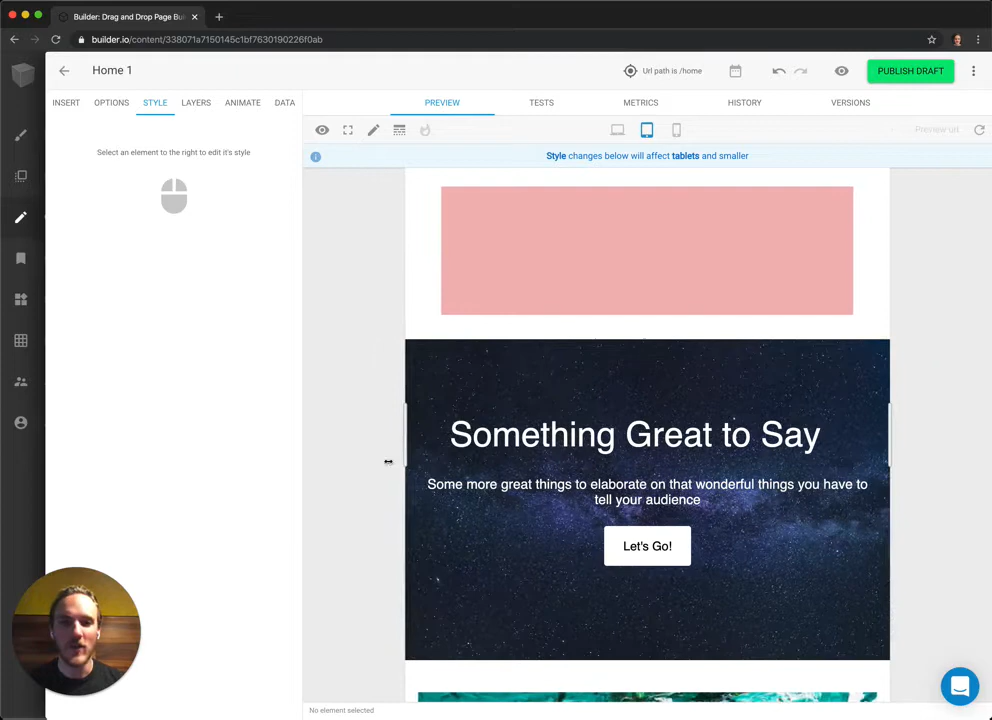 Builder: Drag and Drop Page Bui
builder.io/content/338071a7150145c1bf7630190226f0ab
Home 1
Url path is /home
PUBLISH DRAFT
INSERT
OPTIONS
STYLE
LAYERS
ANIMATE
DATA
PREVIEW
TESTS
METRICS
HISTORY
VERSIONS
Preview url
Style changes below will affect tablets and smaller
Select an element to the right to edit it's style
Something Great to Say
Some more great things to elaborate on that wonderful things you have to
tell your audience
Let's Go!
No element selected